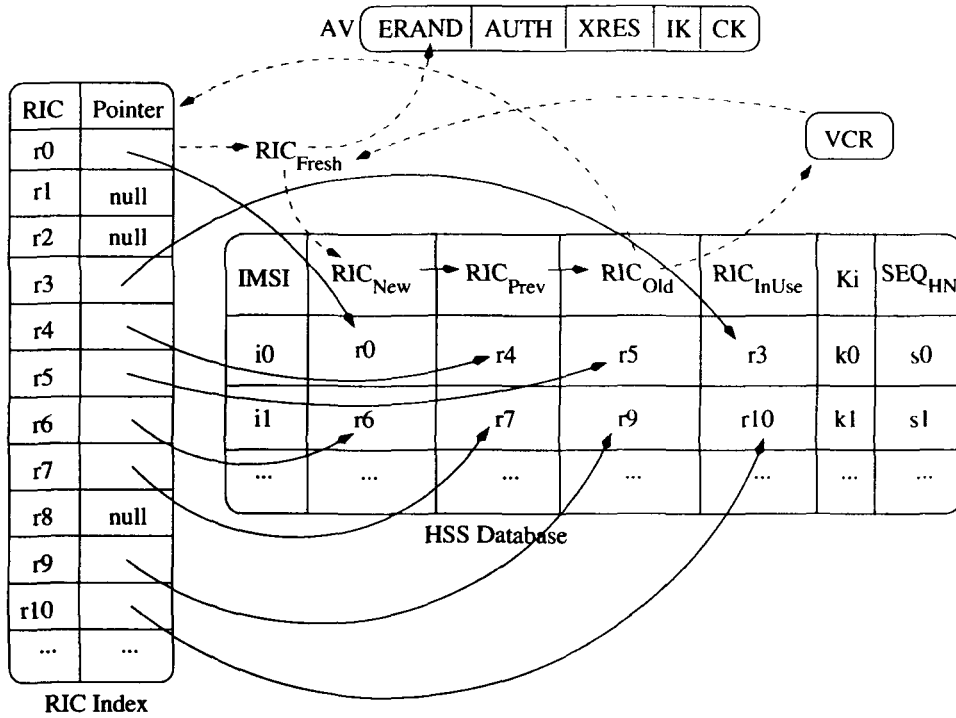 AV ERAND AUTH XRES IK CK
RIC Pointer
r0
r1 null
r2 null
r3
r4
r5
r6
r7
r8 null
r9
r10
... ...
RIC Index
RIC Fresh
VCR
IMSI RIC New RIC Prev RIC Old RIC InUse Ki SEQ HN
i0 r0 r4 r5 r3 k0 s0
i1 r6 r7 r9 r10 k1 s1
... ... ... ... ... ... ...
HSS Database